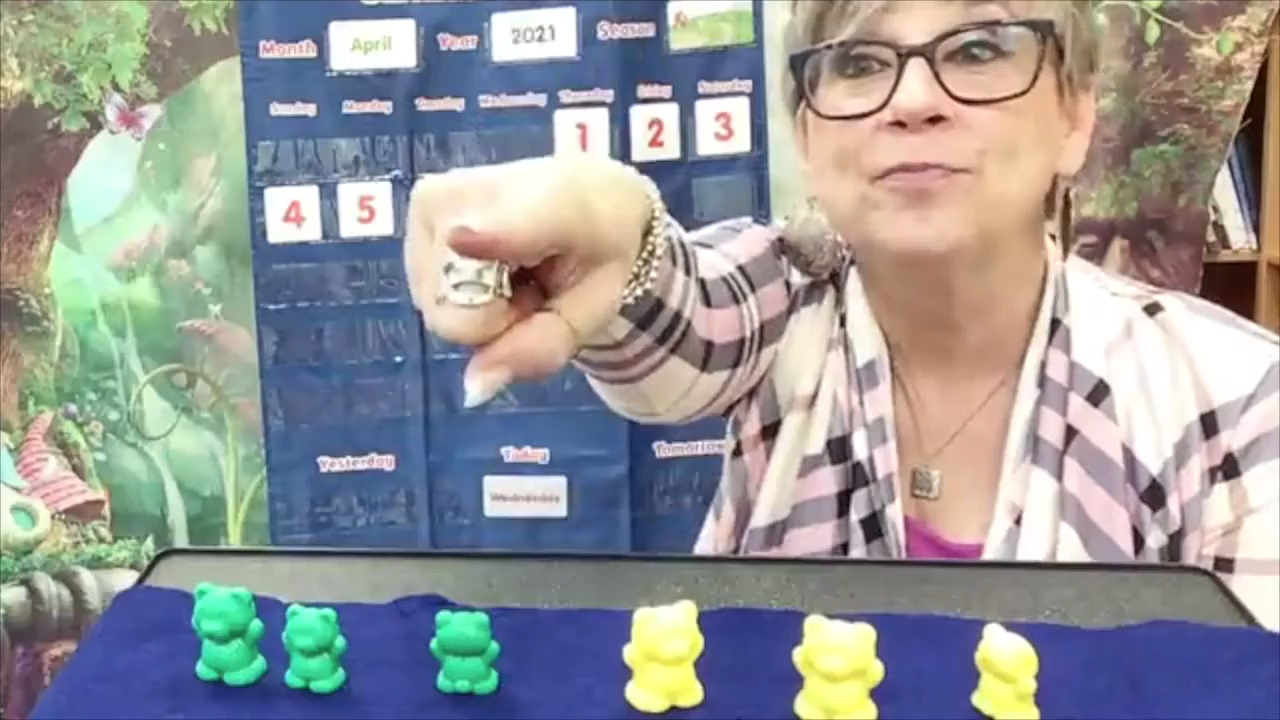 Month April Year 2021 Season
Sunday Monday Tuesday Wednesday Thursday Friday Saturday
1 2 3
4 5
Yesterday Today Tomorrow
Wednesday